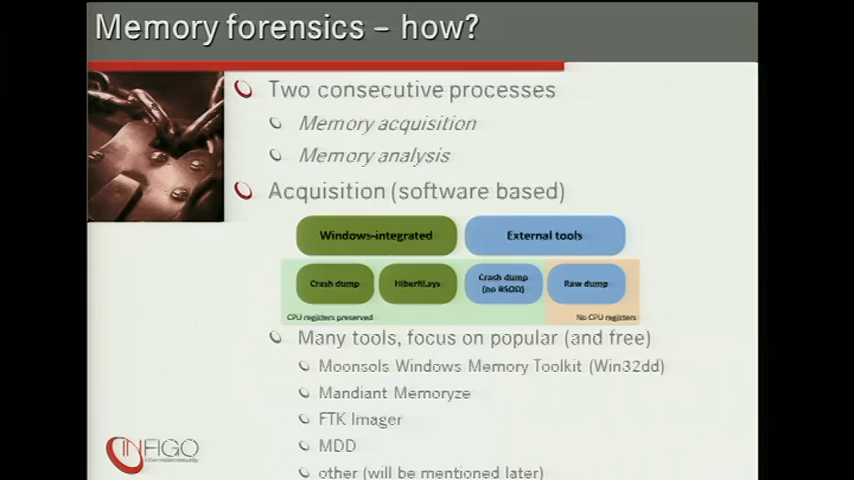 Memory forensics – how?
Two consecutive processes
Memory acquisition
Memory analysis
Acquisition (software based)
Windows-integrated
External tools
Crash dump
Hiberfil.sys
Crash dump
(no BSOD)
Raw dump
CPU registers preserved
No CPU registers
Many tools, focus on popular (and free)
Moonsols Windows Memory Toolkit (Win32dd)
Mandiant Memoryze
FTK Imager
MDD
other (will be mentioned later)
INFIGO